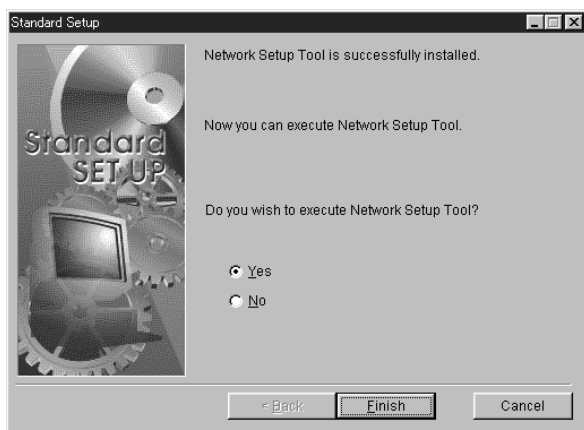 Standard Setup
Network Setup Tool is successfully installed.
Now you can execute Network Setup Tool.
Standard
SET UP
Do you wish to execute Network Setup Tool?
Yes
No
< Back
Finish
Cancel